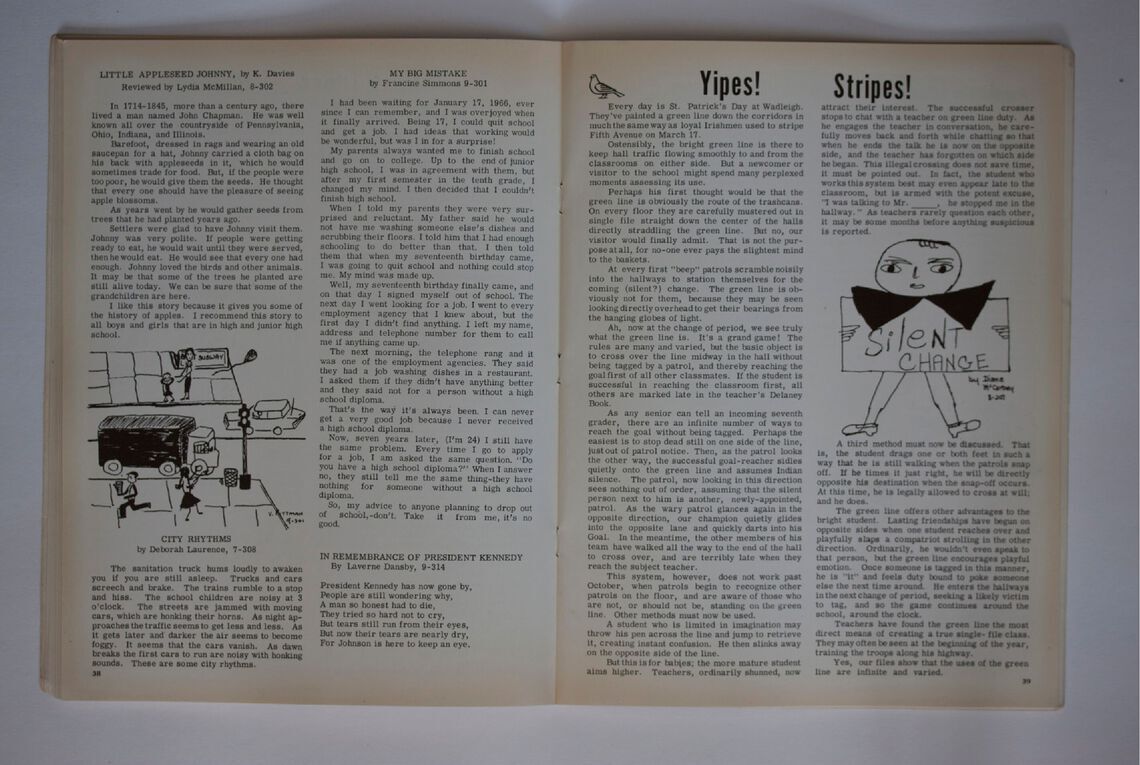 LITTLE APPLESEED JOHNNY, by K. Davies
Reviewed by Lydia McMillan, 8-302
In 1714-1845, more than a century ago, there
lived a man named John Chapman. He was well
known all over the countryside of Pennsylvania,
Ohio, Indiana, and Illinois.
Barefoot, dressed in rags and wearing an old
saucepan for a hat, Johnny carried a cloth bag on
his back with appleseeds in it, which he would
sometimes trade for food. But, if the people were
too poor, he would give them the seeds. He thought
that every one should have the pleasure of seeing
apple blossoms.
As years went by he would gather seeds from
trees that he had planted years ago.
Settlers were glad to have Johnny visit them.
Johnny was very polite. If people were getting
ready to eat, he would wait until they were served,
then he would eat. He would see that every one had
enough. Johnny loved the birds and other animals.
It may be that some of the trees he planted are
still alive today. We can be sure that some of the
grandchildren are here.
I like this story because it gives you some of
the history of apples. I recommend this story to
all boys and girls that are in high and junior high
school.
SUBWAY
CITY RHYTHMS
by Deborah Laurence, 7-308
The sanitation truck hums loudly to awaken
you if you are still asleep. Trucks and cars
screech and brake. The trains rumble to a stop
and hiss. The school children are noisy at 3
o'clock. The streets are jammed with moving
cars, which are honking their horns. As night ap-
proaches the traffic seems to get less and less. As
it gets later and darker the air seems to become
foggy. It seems that the cars vanish. As dawn
breaks the first cars to run are noisy with honking
sounds. These are some city rhythms.
38
MY BIG MISTAKE
by Francine Simmons 9-301
I had been waiting for January 17, 1966, ever
since I can remember, and I was overjoyed when
it finally arrived. Being 17, I could quit school
and get a job. I had ideas that working would
be wonderful, but was I in for a surprise!
My parents always wanted me to finish school
and go on to college. Up to the end of junior
high school, I was in agreement with them, but
after my first semester in the tenth grade, I
changed my mind. I then decided that I couldn't
finish high school.
When I told my parents they were very sur-
prised and reluctant. My father said he would
not have me washing someone else's dishes and
scrubbing their floors. I told him that I had enough
schooling to do better than that. I then told
them that when my seventeenth birthday came,
I was going to quit school and nothing could stop
me. My mind was made up.
Well, my seventeenth birthday finally came, and
on that day I signed myself out of school. The
next day I went looking for a job. I went to every
employment agency that I knew about, but the
first day I didn't find anything. I left my name,
address and telephone number for them to call
me if anything came up.
The next morning, the telephone rang and it
was one of the employment agencies. They said
they had a job washing dishes in a restaurant.
I asked them if they didn't have anything better
and they said not for a person without a high
school diploma.
That's the way it's always been. I can never
get a very good job because I never received
a high school diploma.
Now, seven years later, (I'm 24) I still have
the same problem. Every time I go to apply
for a job, I am asked the same question. "Do
you have a high school diploma?" When I answer
no, they still tell me the same thing-they have
nothing for someone without a high school
diploma.
So, my advice to anyone planning to drop out
of school,-don't. Take it from me, it's no
good.
IN REMEMBRANCE OF PRESIDENT KENNEDY
By Laverne Dansby, 9-314
President Kennedy has now gone by,
People are still wondering why,
A man so honest had to die,
They tried so hard not to cry,
But tears still run from their eyes,
But now their tears are nearly dry,
For Johnson is here to keep an eye.
Yipes! Stripes!
Every day is St. Patrick's Day at Wadleigh.
They've painted a green line down the corridors in
much the same way as loyal Irishmen used to stripe
Fifth Avenue on March 17.
Ostensibly, the bright green line is there to
keep hall traffic flowing smoothly to and from the
classrooms on either side. But a newcomer or
visitor to the school might spend many perplexed
moments assessing its use.
Perhaps his first thought would be that the
green line is obviously the route of the trashcans.
On every floor they are carefully mustered out in
single file straight down the center of the halls
directly straddling the green line. But no, our
visitor would finally admit. That is not the pur-
pose at all, for no-one ever pays the slightest mind
to the baskets.
At every first "beep" patrols scramble noisily
into the hallways to station themselves for the
coming (silent?) change. The green line is ob-
viously not for them, because they may be seen
looking directly overhead to get their bearings from
the hanging globes of light.
Ah, now at the change of period, we see truly
what the green line is. It's a grand game! The
rules are many and varied, but the basic object is
to cross over the line midway in the hall without
being tagged by a patrol, and thereby reaching the
goal first of all other classmates. If the student is
successful in reaching the classroom first, all
others are marked late in the teacher's Delaney
Book.
As any senior can tell an incoming seventh
grader, there are an infinite number of ways to
reach the goal without being tagged. Perhaps the
easiest is to stop dead still on one side of the line,
just out of patrol notice. Then, as the patrol looks
the other way, the successful goal-reacher sidles
quietly onto the green line and assumes Indian
silence. The patrol, now looking in this direction
sees nothing out of order, assuming that the silent
person next to him is another, newly-appointed,
patrol. As the wary patrol glances again in the
opposite direction, our champion quietly glides
into the opposite lane and quickly darts into his
Goal. In the meantime, the other members of his
team have walked all the way to the end of the hall
to cross over, and are terribly late when they
reach the subject teacher.
This system, however, does not work past
October, when patrols begin to recognize other
patrols on the floor, and are aware of those who
are not, or should not be, standing on the green
line. Other methods must now be used.
A student who is limited in imagination may
throw his pen across the line and jump to retrieve
it, creating instant confusion. He then slinks away
on the opposite side of the line.
But this is for babies; the more mature student
aims higher. Teachers, ordinarily shunned, now
attract their interest. The successful crosser
stops to chat with a teacher on green line duty. As
he engages the teacher in conversation, he care-
fully moves back and forth while chatting so that
when he ends the talk he is now on the opposite
side, and the teacher has forgotten on which side
he began. This illegal crossing does not save time,
it must be pointed out. In fact, the student who
works this system best may even appear late to the
classroom, but is armed with the potent excuse,
"I was talking to Mr. _____, he stopped me in the
hallway." As teachers rarely question each other,
it may be some months before anything suspicious
is reported.
SilENT
CHANGE
by Diane
McCartney
A third method must now be discussed. That
is, the student drags one or both feet in such a
way that he is still walking when the patrols snap
off. If he times it just right, he will be directly
opposite his destination when the snap-off occurs.
At this time, he is legally allowed to cross at will;
and he does.
The green line offers other advantages to the
bright student. Lasting friendships have begun on
opposite sides when one student reaches over and
playfully slaps a compatriot strolling in the other
direction. Ordinarily, he wouldn't even speak to
that person, but the green line encourages playful
emotion. Once someone is tagged in this manner,
he is "it" and feels duty bound to poke someone
else the next time around. He enters the hallways
in the next change of period, seeking a likely victim
to tag, and so the game continues around the
school, around the clock.
Teachers have found the green line the most
direct means of creating a true single-file class.
They may often be seen at the beginning of the year,
training the troops along his highway.
Yes, our files show that the uses of the green
line are infinite and varied.
39